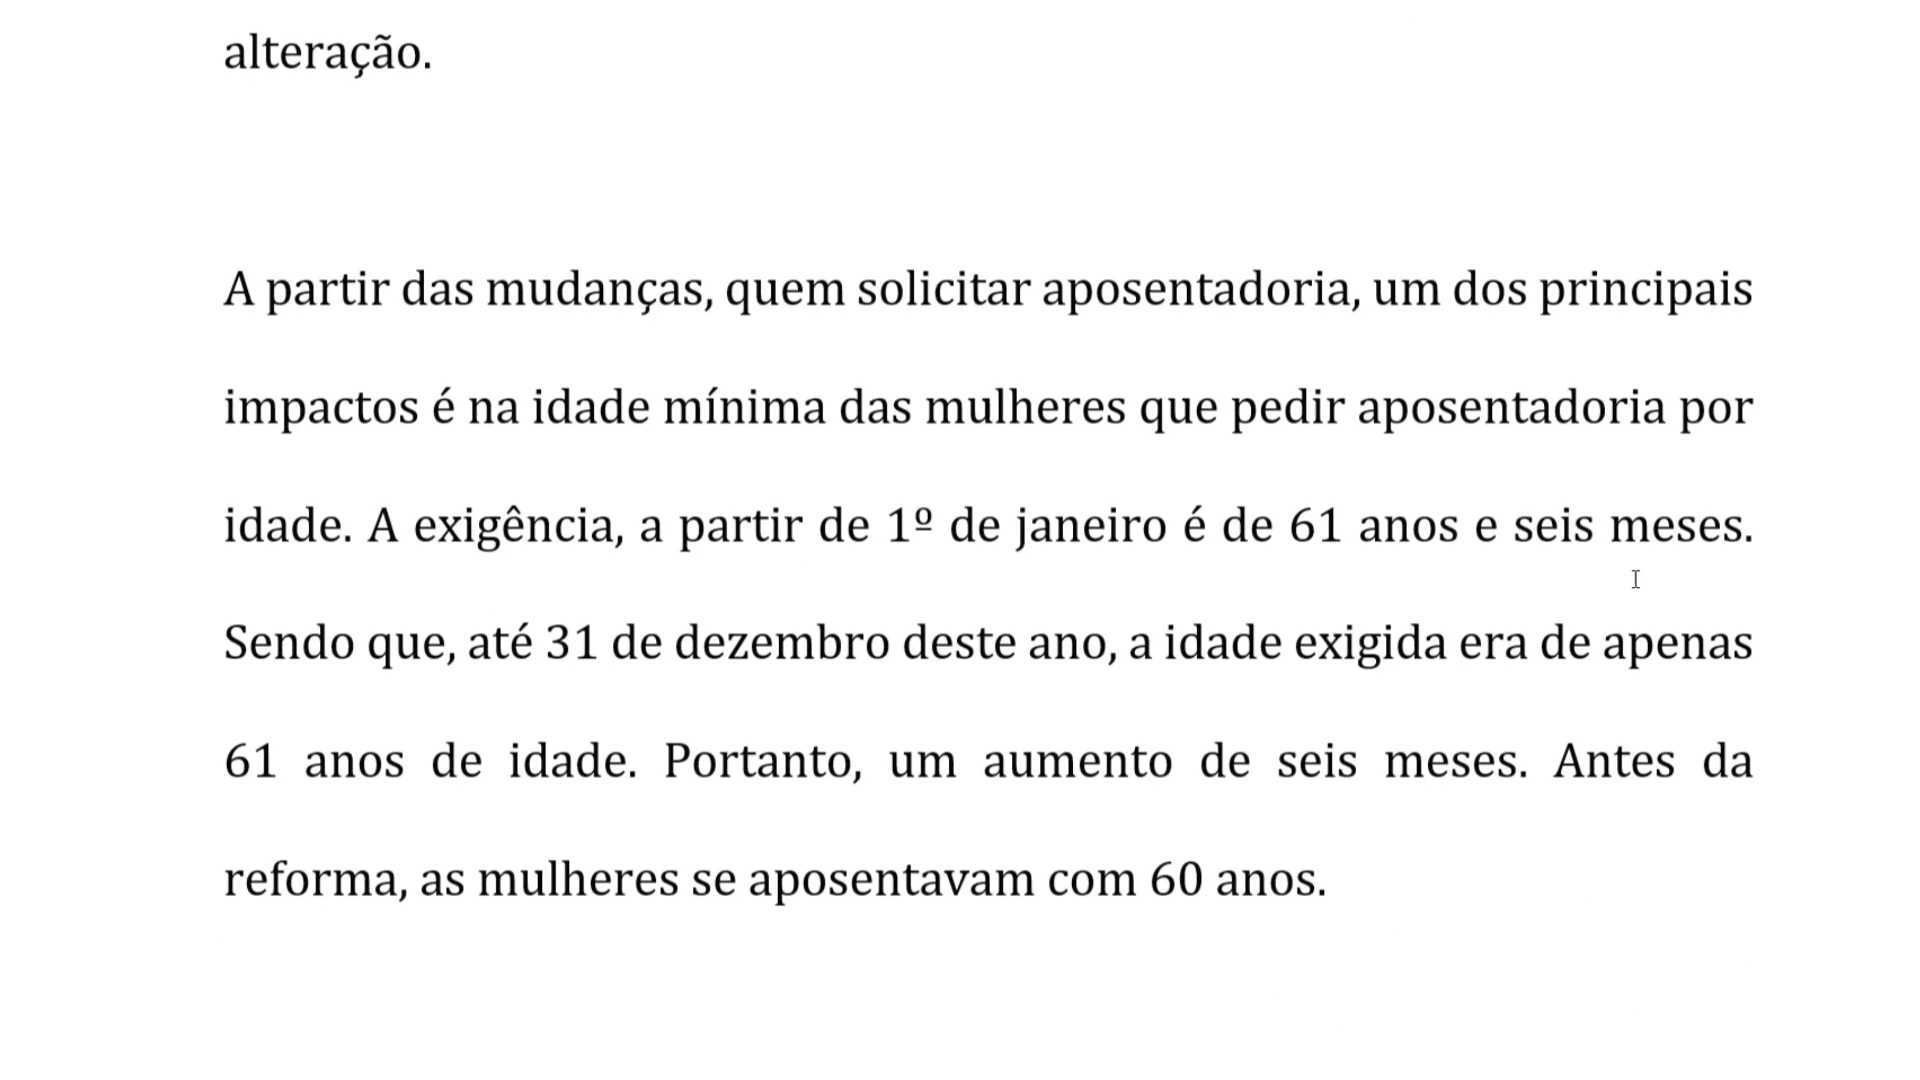 alteração.
A partir das mudanças, quem solicitar aposentadoria, um dos principais
impactos é na idade mínima das mulheres que pedir aposentadoria por
idade. A exigência, a partir de 1º de janeiro é de 61 anos e seis meses.
Sendo que, até 31 de dezembro deste ano, a idade exigida era de apenas
61 anos de idade. Portanto, um aumento de seis meses. Antes da
reforma, as mulheres se aposentavam com 60 anos.